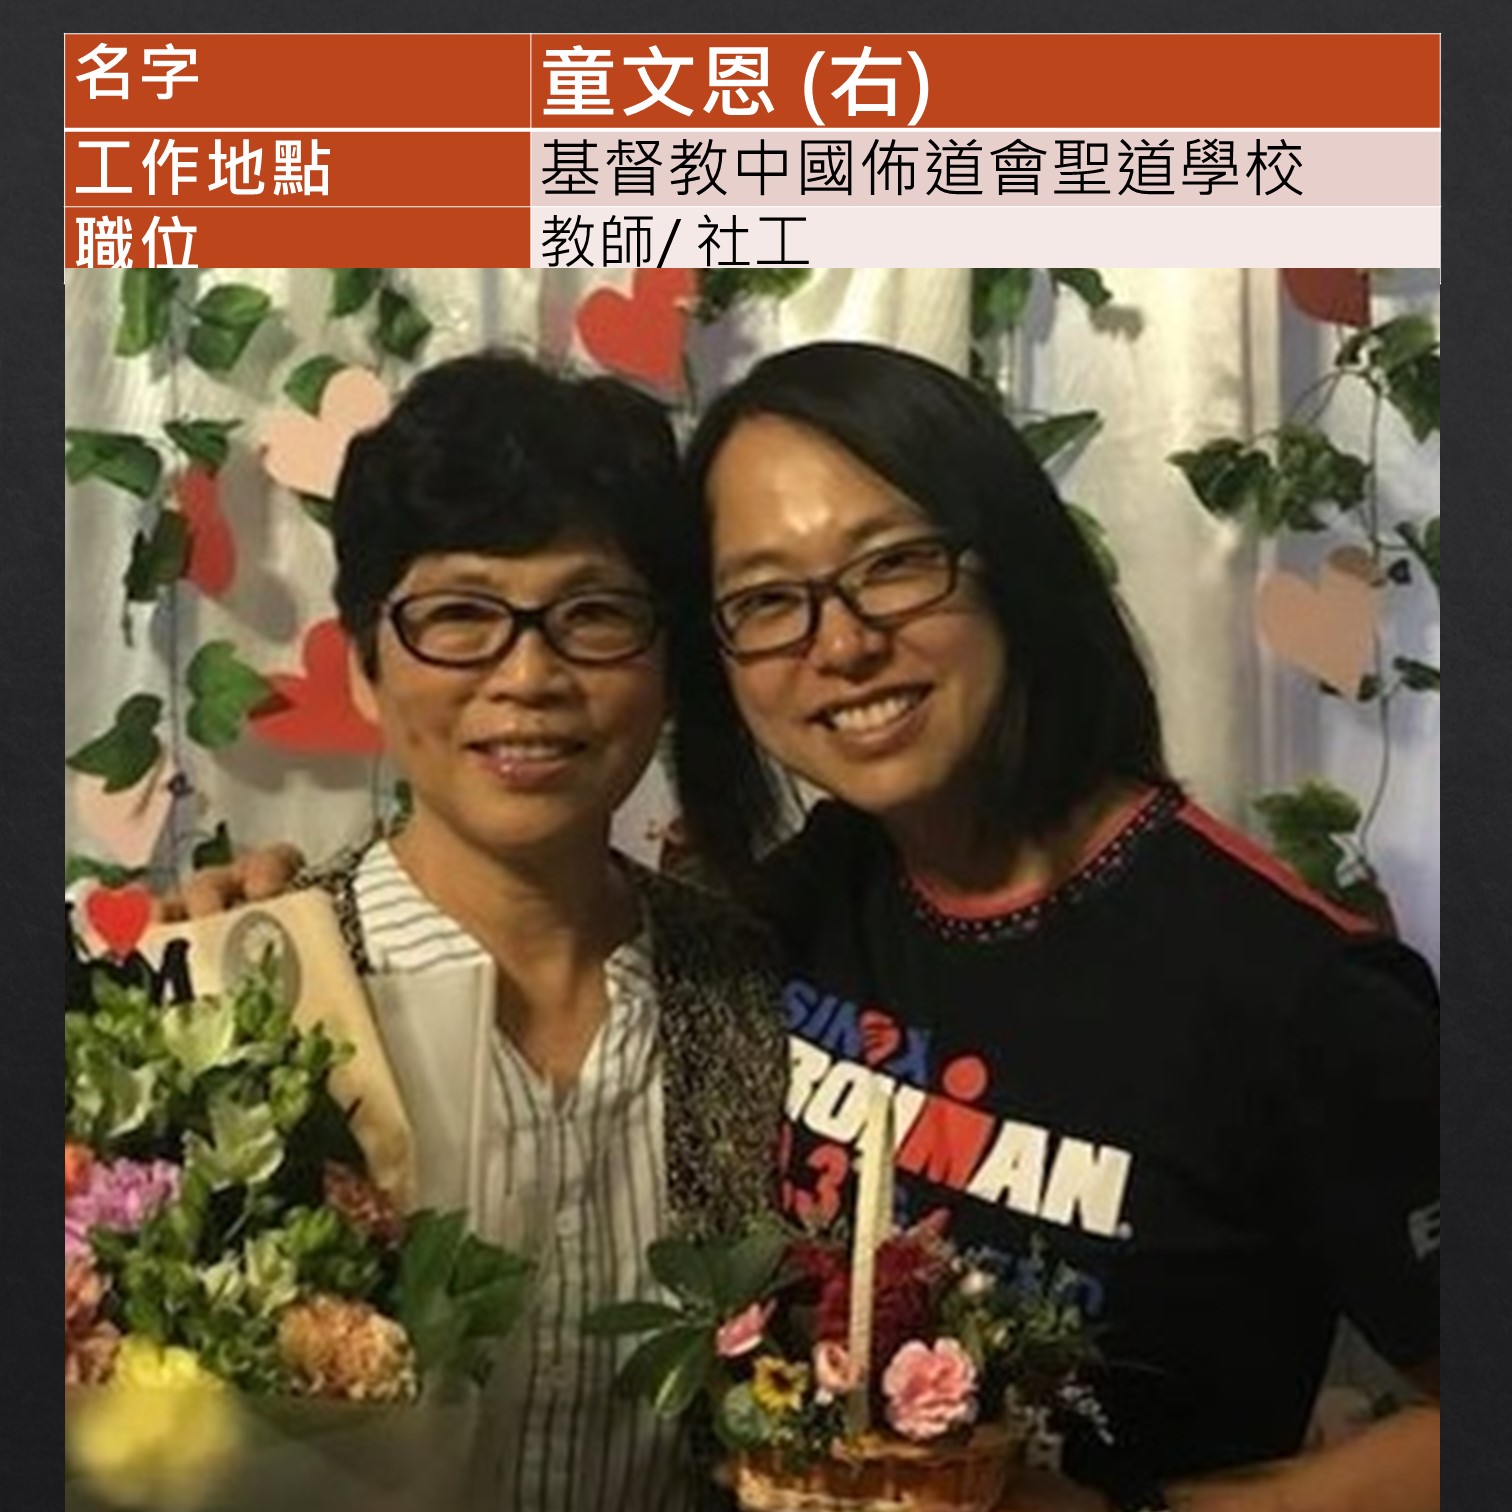 名字
童文恩 (右)
工作地點
基督教中國佈道會聖道學校
職位
教師/ 社工
IRONMAN